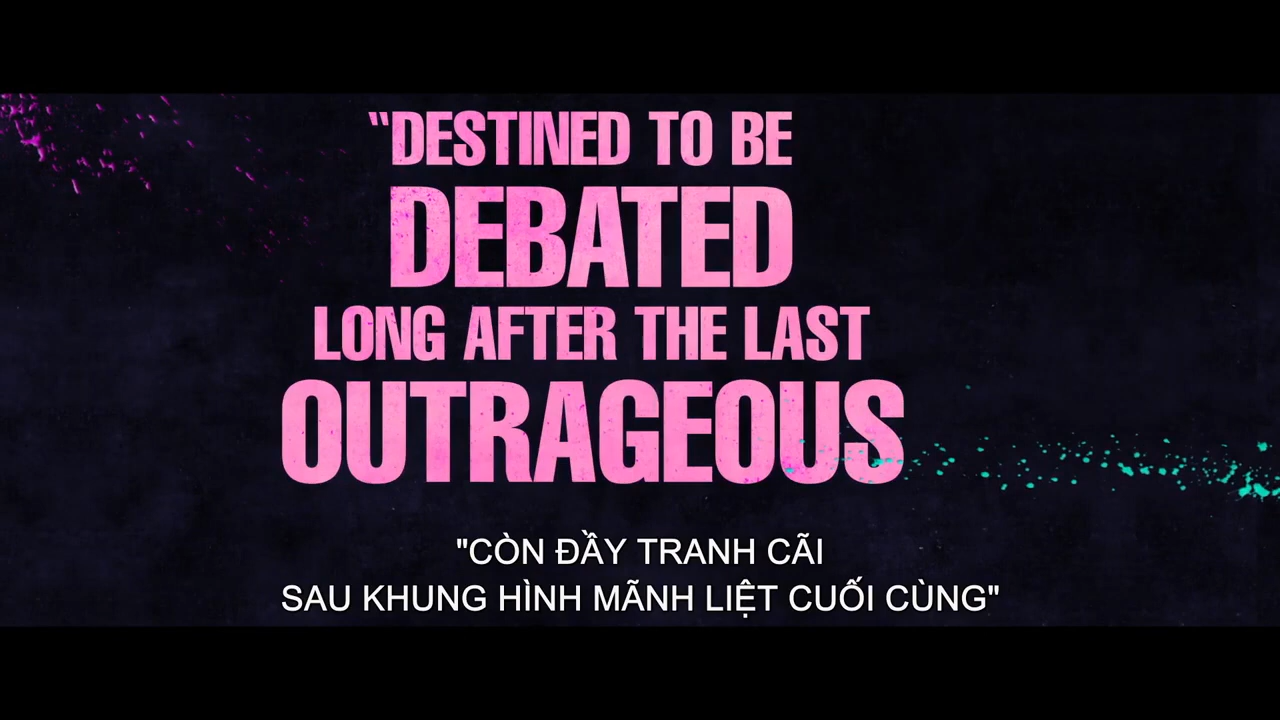 “DESTINED TO BE
DEBATED
LONG AFTER THE LAST
OUTRAGEOUS
"CÒN ĐẦY TRANH CÃI
SAU KHUNG HÌNH MÃNH LIỆT CUỐI CÙNG"